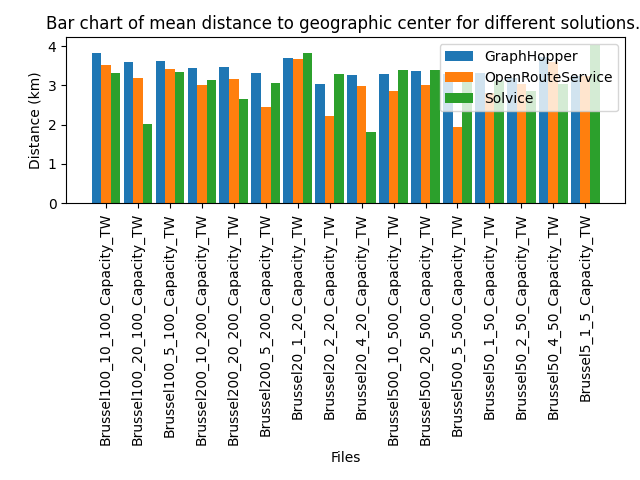 Bar chart of mean distance to geographic center for different solutions.
Distance (km)
4
3
2
1
0
GraphHopper
OpenRouteService
Solvice
Brussel100_10_100_Capacity_TW
Brussel100_20_100_Capacity_TW
Brussel100_5_100_Capacity_TW
Brussel200_10_200_Capacity_TW
Brussel200_20_200_Capacity_TW
Brussel200_5_200_Capacity_TW
Brussel20_1_20_Capacity_TW
Brussel20_2_20_Capacity_TW
Brussel20_4_20_Capacity_TW
Brussel500_10_500_Capacity_TW
Brussel500_20_500_Capacity_TW
Brussel500_5_500_Capacity_TW
Brussel50_1_50_Capacity_TW
Brussel50_2_50_Capacity_TW
Brussel50_4_50_Capacity_TW
Brussel5_1_5_Capacity_TW
Files